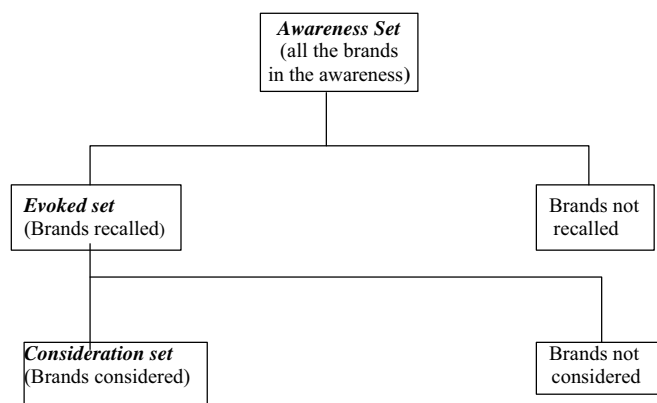 Awareness Set
(all the brands
in the awareness)
Evoked set
(Brands recalled)
Brands not
recalled
Consideration set
(Brands considered)
Brands not
considered